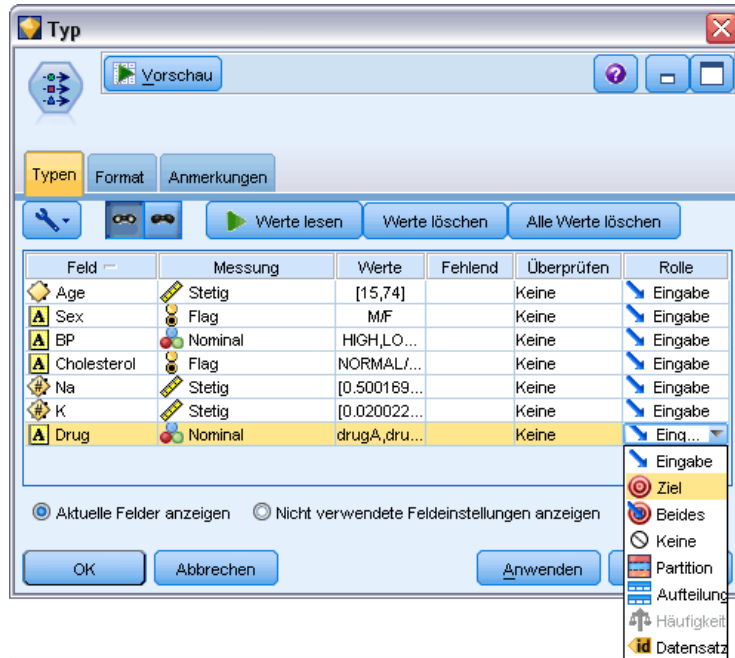 Typ
Vorschau
Typen Format Anmerkungen
Werte lesen Werte löschen Alle Werte löschen
Feld Messung Werte Fehlend Überprüfen Rolle
Age Stetig [15,74] Keine Eingabe
A Sex Flag M/F Keine Eingabe
A BP Nominal HIGH,LO... Keine Eingabe
A Cholesterol Flag NORMAL/... Keine Eingabe
# Na Stetig [0.500169... Keine Eingabe
# K Stetig [0.020022... Keine Eingabe
A Drug Nominal drugA,dru... Keine Eing...
Eingabe
Ziel
Aktuelle Felder anzeigen Nicht verwendete Feldeinstellungen anzeigen Beides
Keine
OK Abbrechen Anwenden Partition
Aufteilung
Häufigkeit
id Datensatz